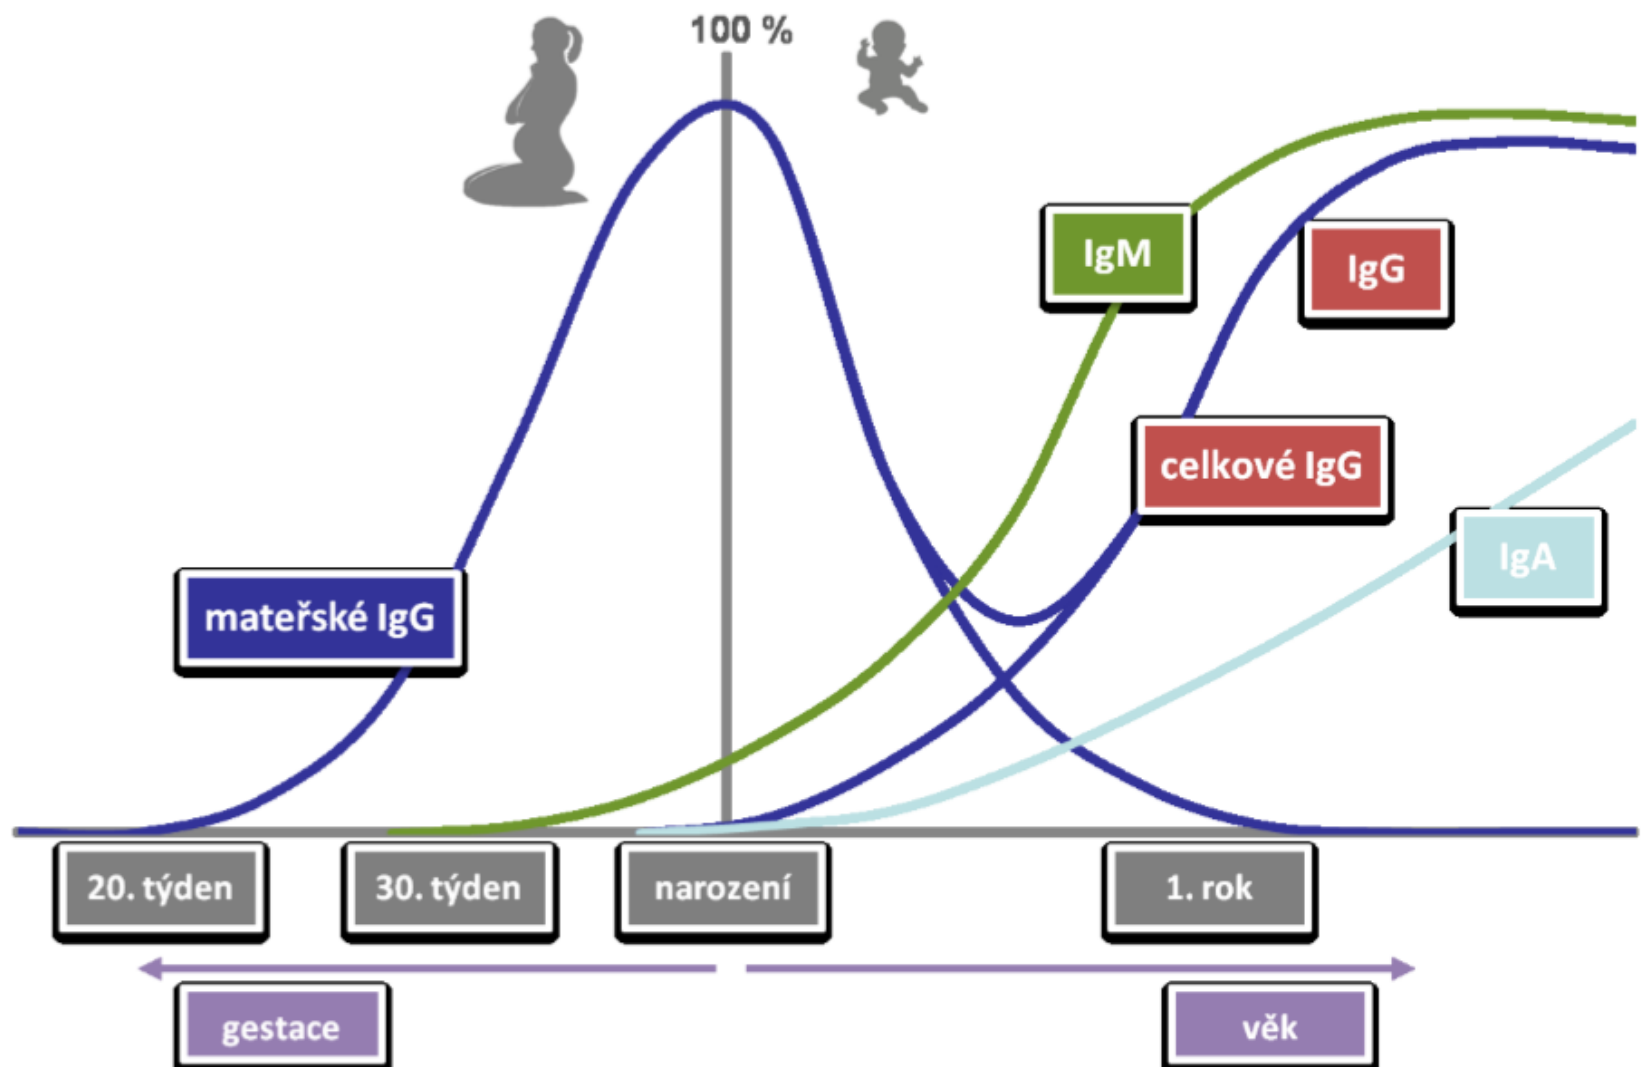 100 %
IgM
IgG
celkové IgG
IgA
mateřské IgG
20. týden
30. týden
narození
1. rok
gestace
věk